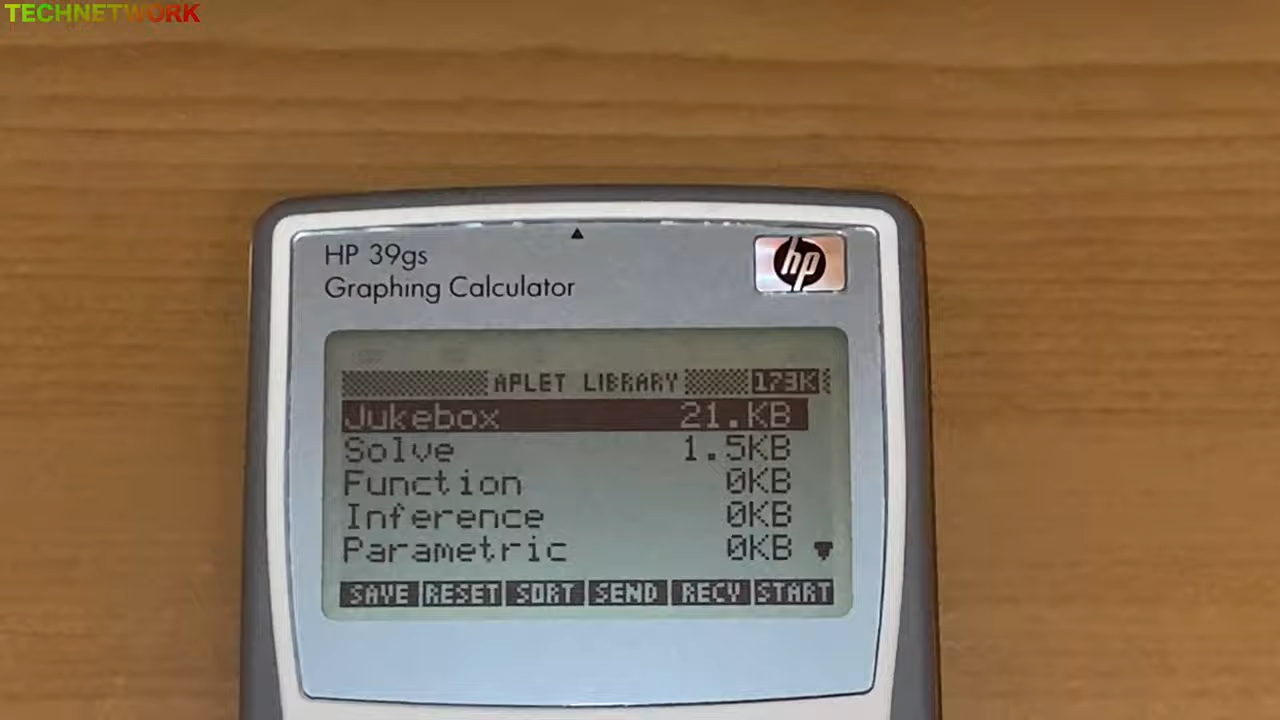 TECHNETWORK
HP 39gs
Graphing Calculator
hp
APLET LIBRARY 173K
Jukebox 21.KB
Solve 1.5KB
Function 0KB
Inference 0KB
Parametric 0KB
SAVE RESET SORT SEND RECV START